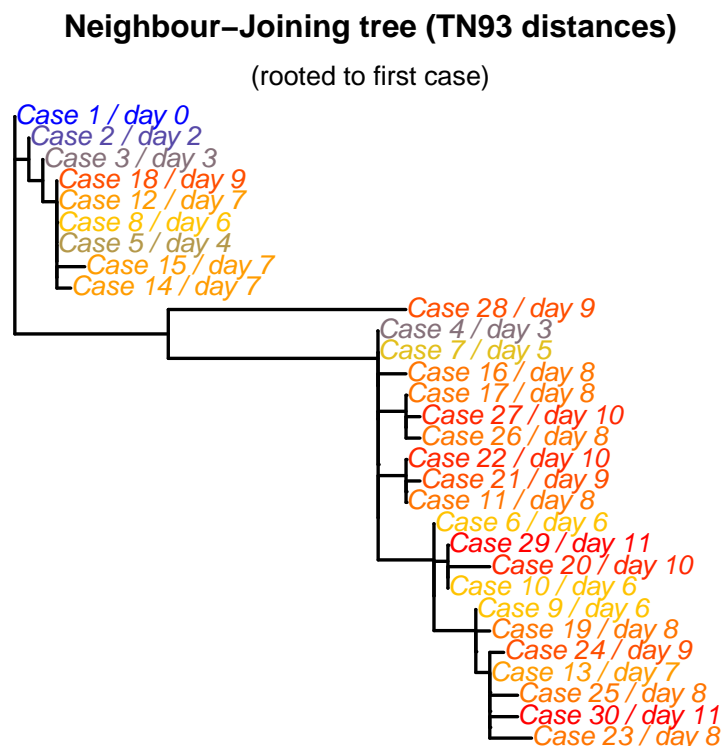 Neighbour−Joining tree (TN93 distances)
(rooted to first case)
Case 1 / day 0
Case 2 / day 2
Case 3 / day 3
Case 18 / day 9
Case 12 / day 7
Case 8 / day 6
Case 5 / day 4
Case 15 / day 7
Case 14 / day 7
Case 28 / day 9
Case 4 / day 3
Case 7 / day 5
Case 16 / day 8
Case 17 / day 8
Case 27 / day 10
Case 26 / day 8
Case 22 / day 10
Case 21 / day 9
Case 11 / day 8
Case 6 / day 6
Case 29 / day 11
Case 20 / day 10
Case 10 / day 6
Case 9 / day 6
Case 19 / day 8
Case 24 / day 9
Case 13 / day 7
Case 25 / day 8
Case 30 / day 11
Case 23 / day 8